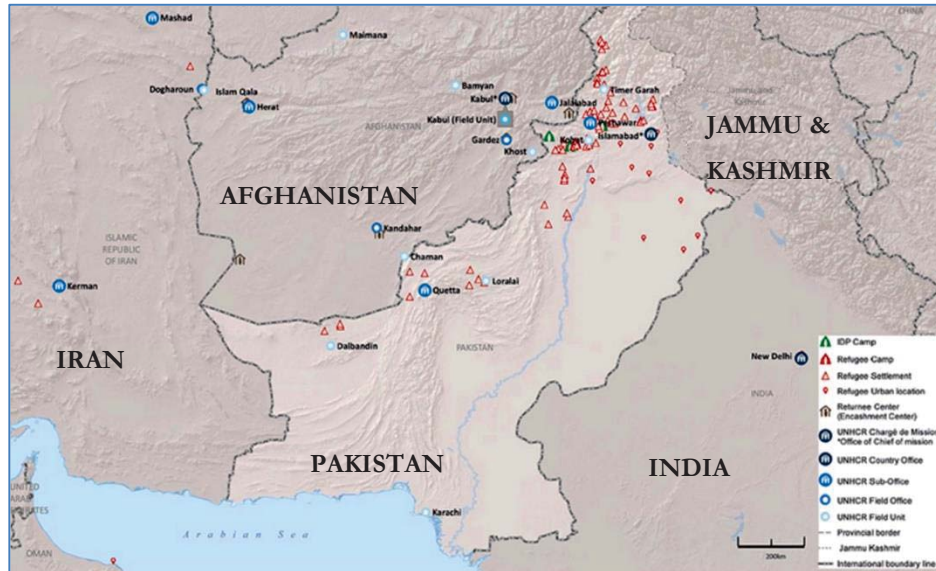 CHINA
Mashad
Maimana
Dogharoun
Islam Qala
Herat
Bamyan
Kabul*
Jalalabad
Timer Garah
Kabul (Field Unit)
AFGHANISTAN
Peshawar
Islamabad*
Gardez
Kohat
Khost
Jammu and
Kashmir
JAMMU &
KASHMIR
AFGHANISTAN
ISLAMIC
REPUBLIC
OF IRAN
Kandahar
Chaman
Kerman
Quetta
Loralai
Dalbandin
PAKISTAN
IRAN
New Delhi
INDIA
PAKISTAN
INDIA
UNITED
ARAB
EMIRATES
Karachi
Arabian Sea
OMAN
200km
IDP Camp
Refugee Camp
Refugee Settlement
Refugee Urban location
Returnee Center
(Encashment Center)
UNHCR Chargé de Mission
*Office of Chief of mission
UNHCR Country Office
UNHCR Sub-Office
UNHCR Field Office
UNHCR Field Unit
Provincial border
Jammu Kashmir
International boundary line